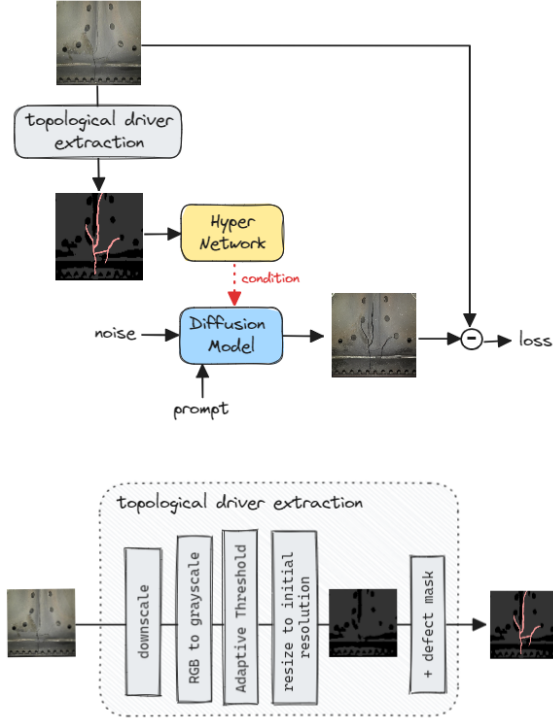 topological driver
extraction
Hyper
Network
condition
noise
Diffusion
Model
loss
prompt
topological driver extraction
downscale
RGB to grayscale
Adaptive Threshold
resize to initial
resolution
+ defect mask